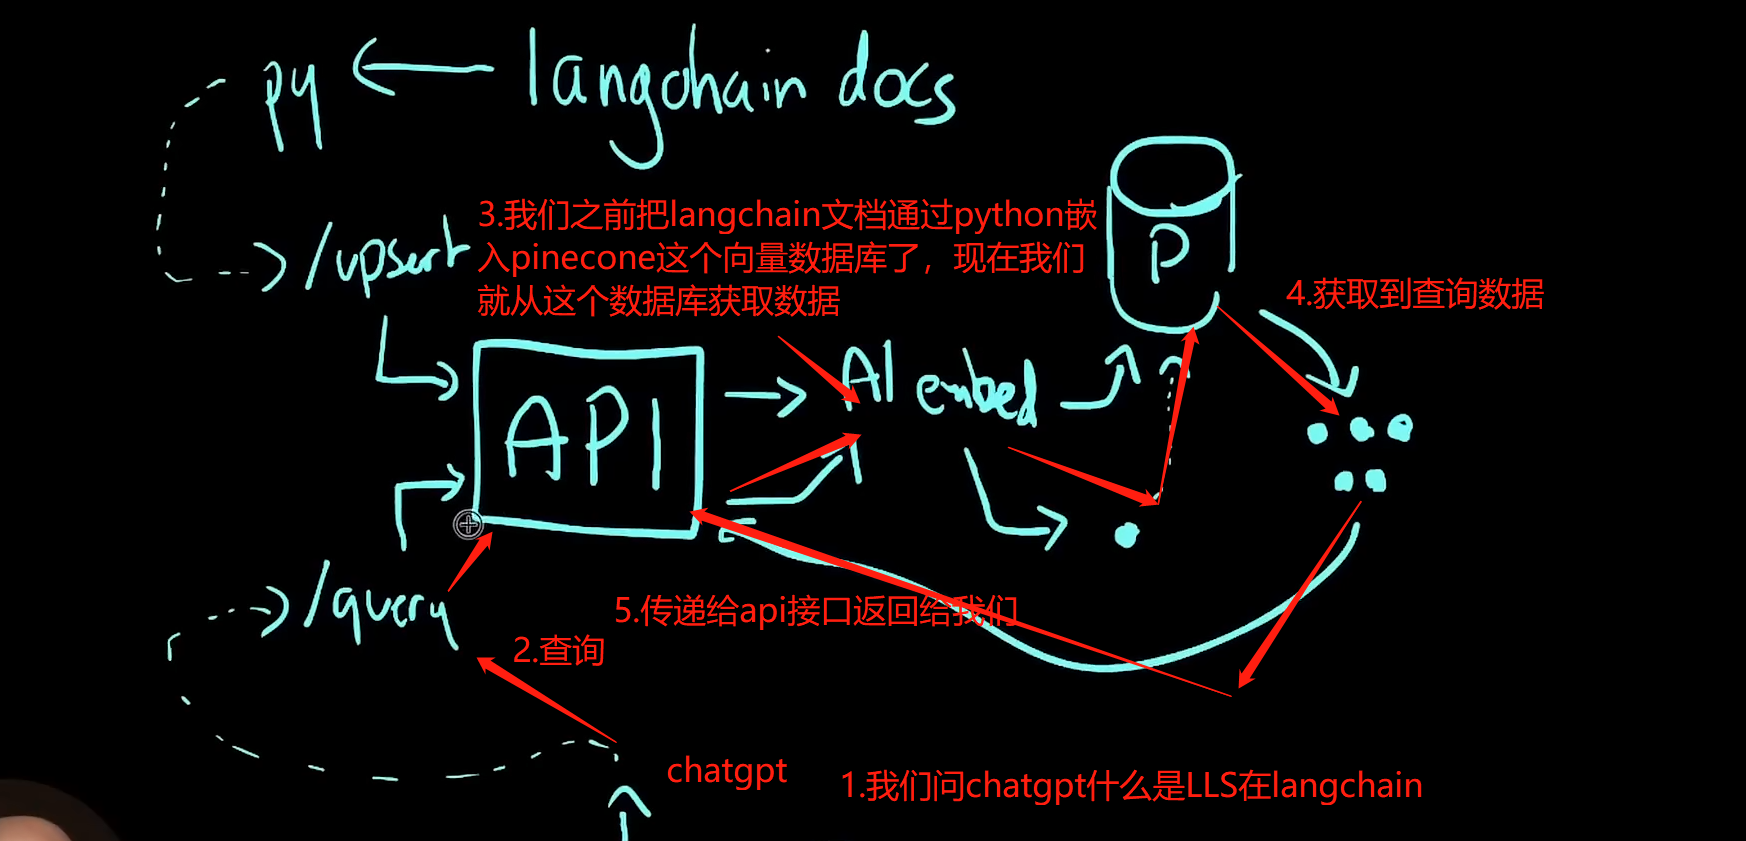 py
langchain docs
3.我们之前把langchain文档通过python嵌
入pinecone这个向量数据库了，现在我们
就从这个数据库获取数据
/upsert
P
4.获取到查询数据
API
AI embed
/query
5.传递给api接口返回给我们
2.查询
chatgpt
1.我们问chatgpt什么是LLS在langchain